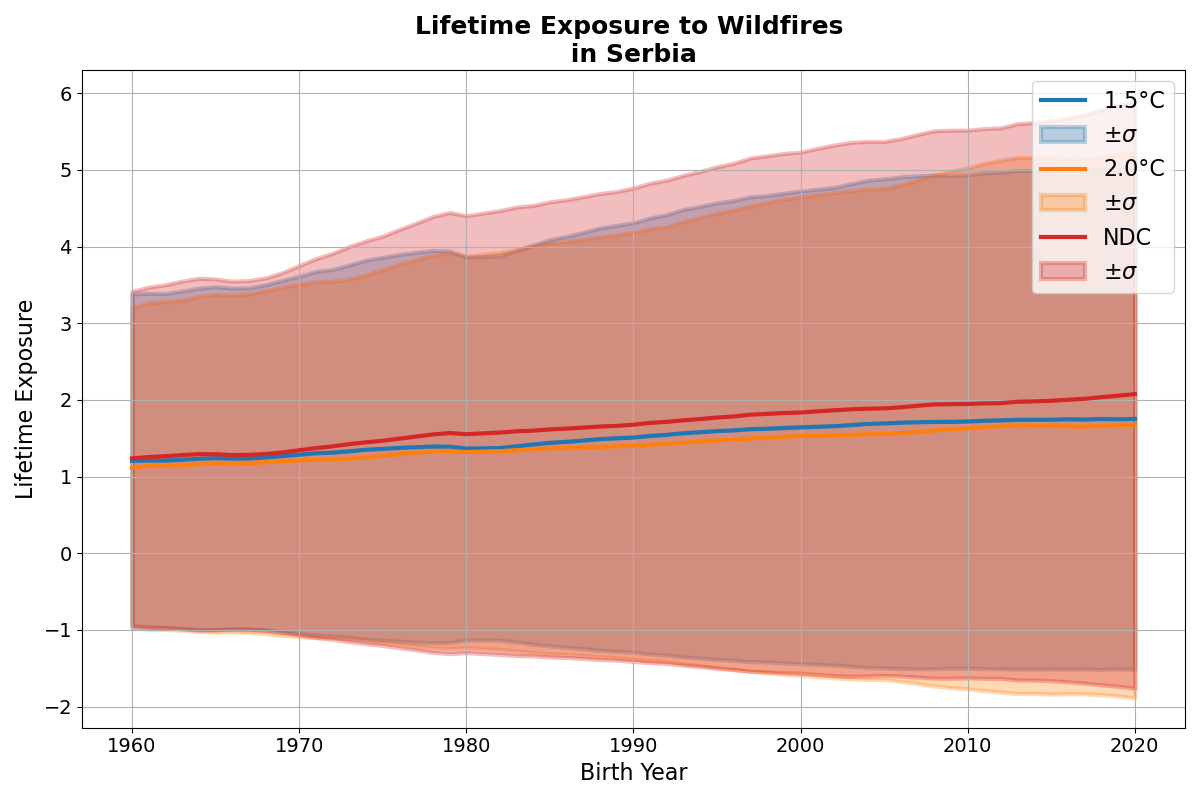 Lifetime Exposure to Wildfires
in Serbia
Lifetime Exposure
6
5
4
3
2
1
0
−1
−2
1960
1970
1980
1990
2000
2010
2020
Birth Year
1.5°C
±σ
2.0°C
±σ
NDC
±σ